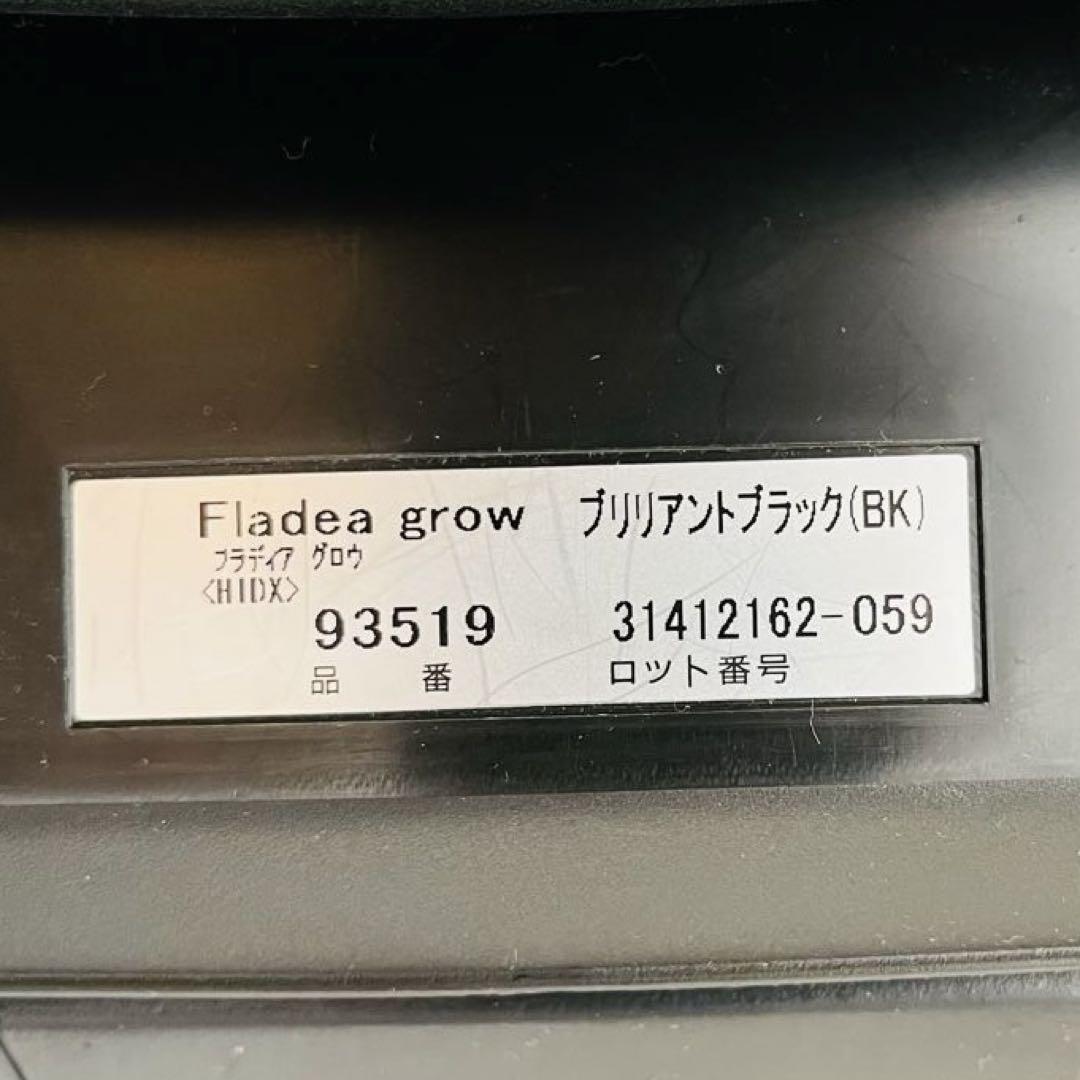 Fladea grow ブリリアントブラック(BK)
フラディア グロウ
<HIDX>
93519 31412162-059
品番 ロット番号